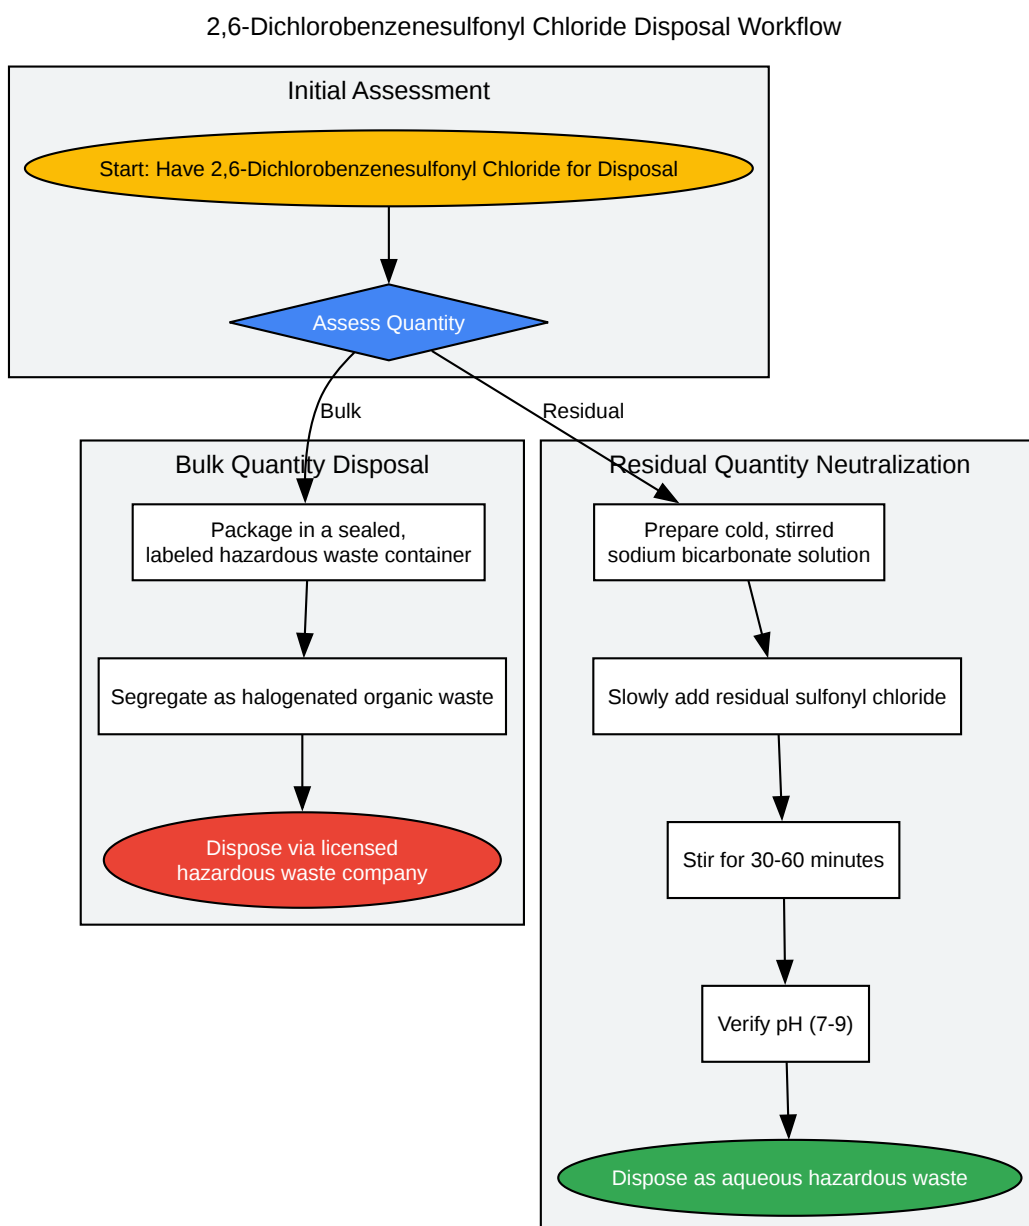 2,6-Dichlorobenzenesulfonyl Chloride Disposal Workflow
Initial Assessment
Start: Have 2,6-Dichlorobenzenesulfonyl Chloride for Disposal
Assess Quantity
Bulk
Residual
Bulk Quantity Disposal
Package in a sealed,
labeled hazardous waste container
Segregate as halogenated organic waste
Dispose via licensed
hazardous waste company
Residual Quantity Neutralization
Prepare cold, stirred
sodium bicarbonate solution
Slowly add residual sulfonyl chloride
Stir for 30-60 minutes
Verify pH (7-9)
Dispose as aqueous hazardous waste